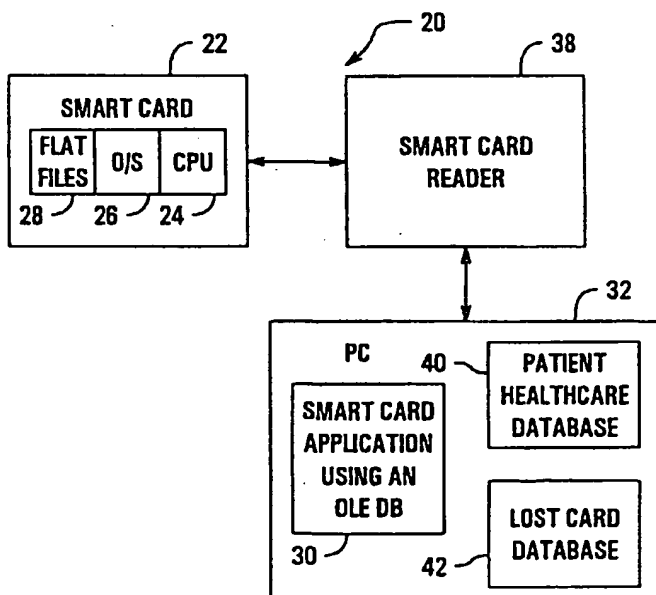 20
22
38
SMART CARD
FLAT
FILES
O/S
CPU
28
26
24
SMART CARD
READER
32
PC
40
PATIENT
HEALTHCARE
DATABASE
SMART CARD
APPLICATION
USING AN
OLE DB
30
LOST CARD
DATABASE
42